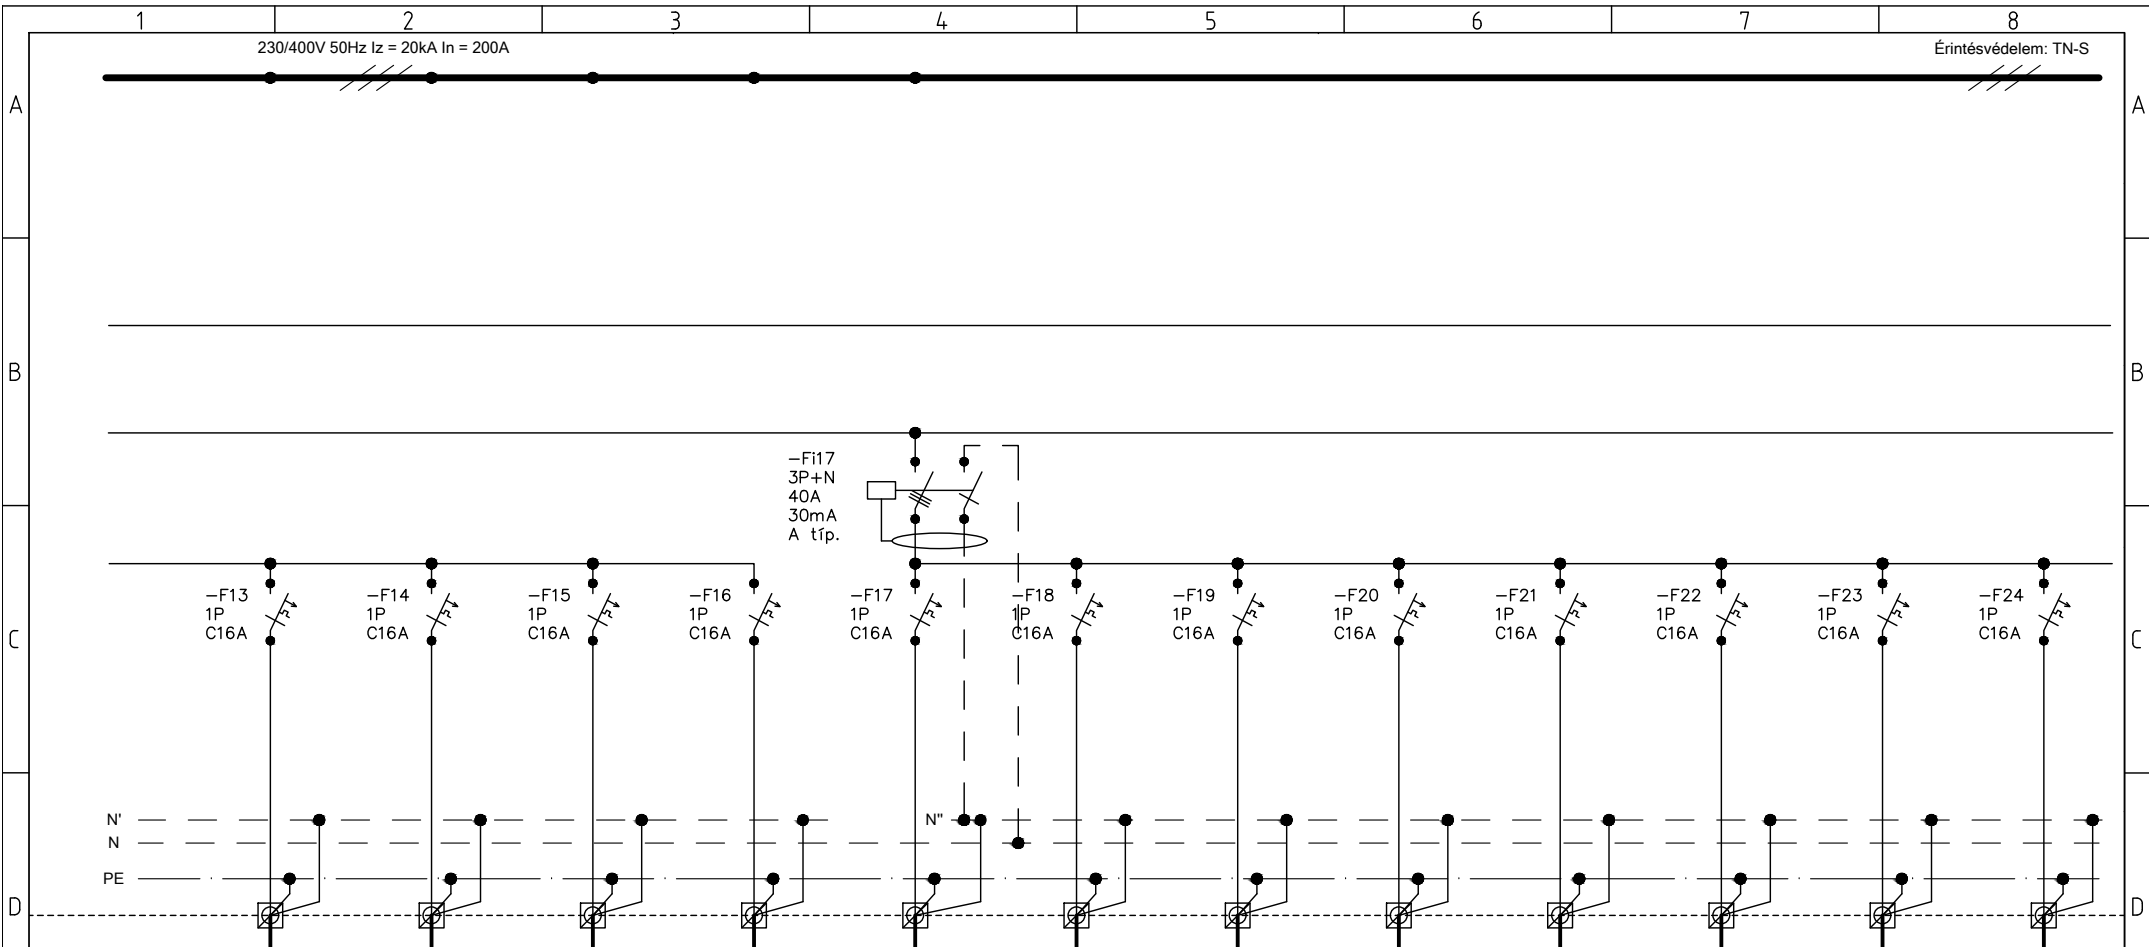 1 2 3 4 5 6 7 8
230/400V 50Hz Iz = 20kA In = 200A
Érintésvédelem: TN-S
A A
B B
-Fi17
3P+N
40A
30mA
A típ.
-F13
1P
C16A
-F14
1P
C16A
-F15
1P
C16A
-F16
1P
C16A
-F17
1P
C16A
-F18
1P
C16A
-F19
1P
C16A
-F20
1P
C16A
-F21
1P
C16A
-F22
1P
C16A
-F23
1P
C16A
-F24
1P
C16A
C C
N' N"
N
PE
D D